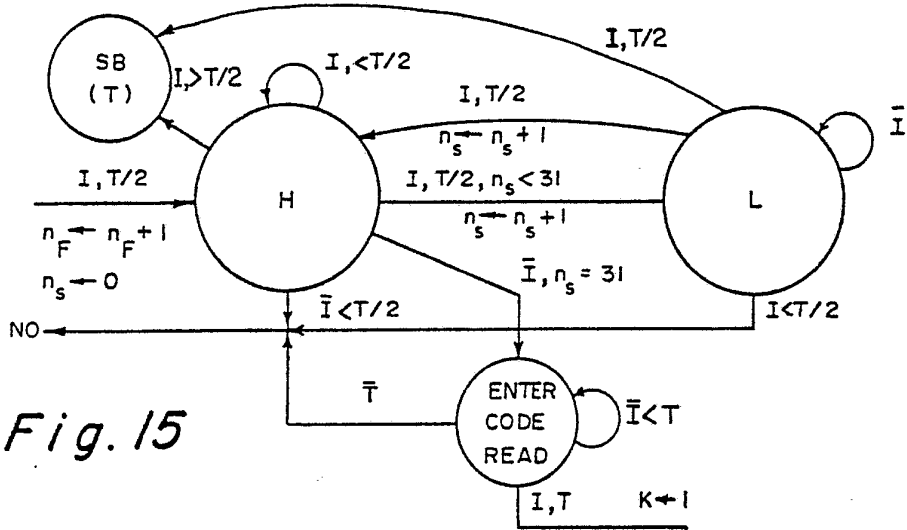 I,T/2
SB
(T)
I,>T/2
I,<T/2
I,T/2
n_s ← n_s + 1
Ī
I,T/2
H
I,T/2, n_s < 31
L
n_F ← n_F + 1
n_s ← n_s + 1
n_s ← 0
Ī, n_s = 31
Ī<T/2
I<T/2
NO
T̄
ENTER
CODE
READ
Ī<T
Fig. 15
I,T
K←1